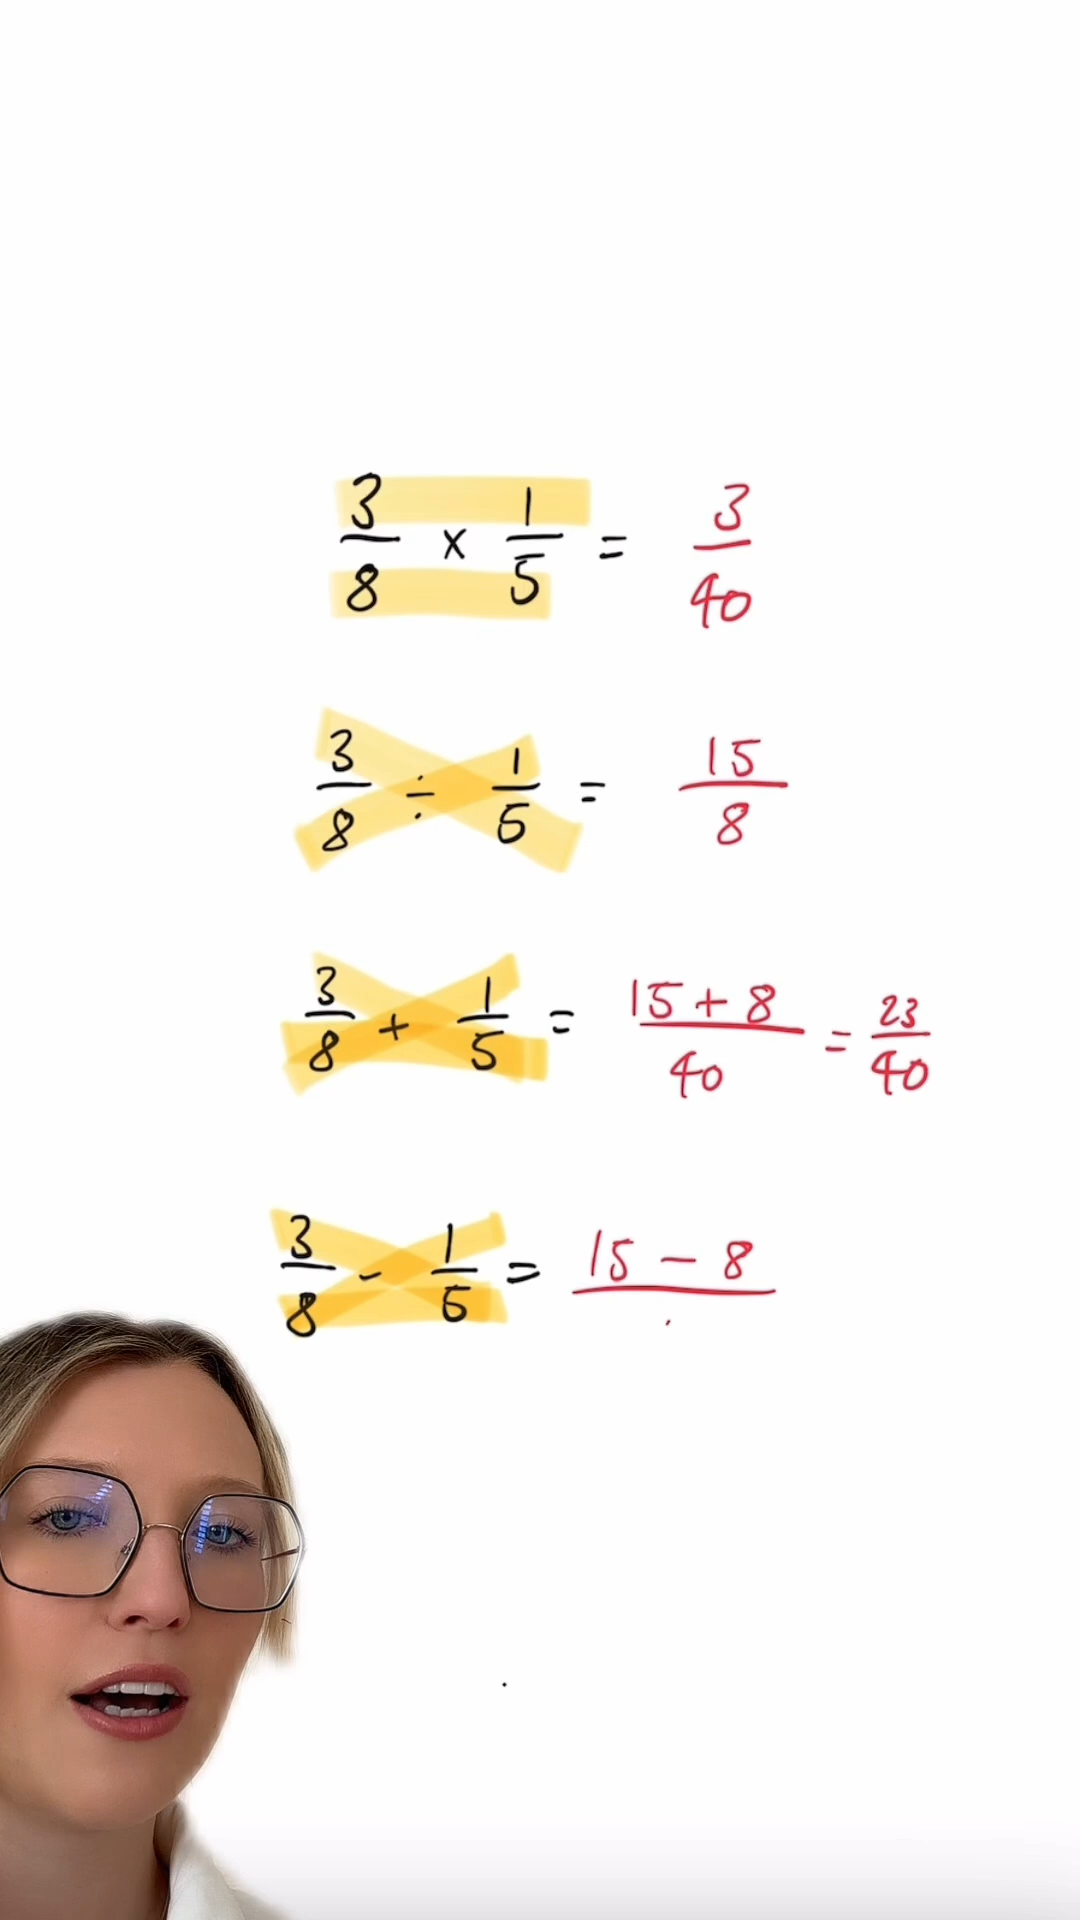 3/8 × 1/5 = 3/40
3/8 ÷ 1/5 = 15/8
3/8 + 1/5 = 15 + 8/40 = 23/40
3/8 - 1/5 = 15 - 8/